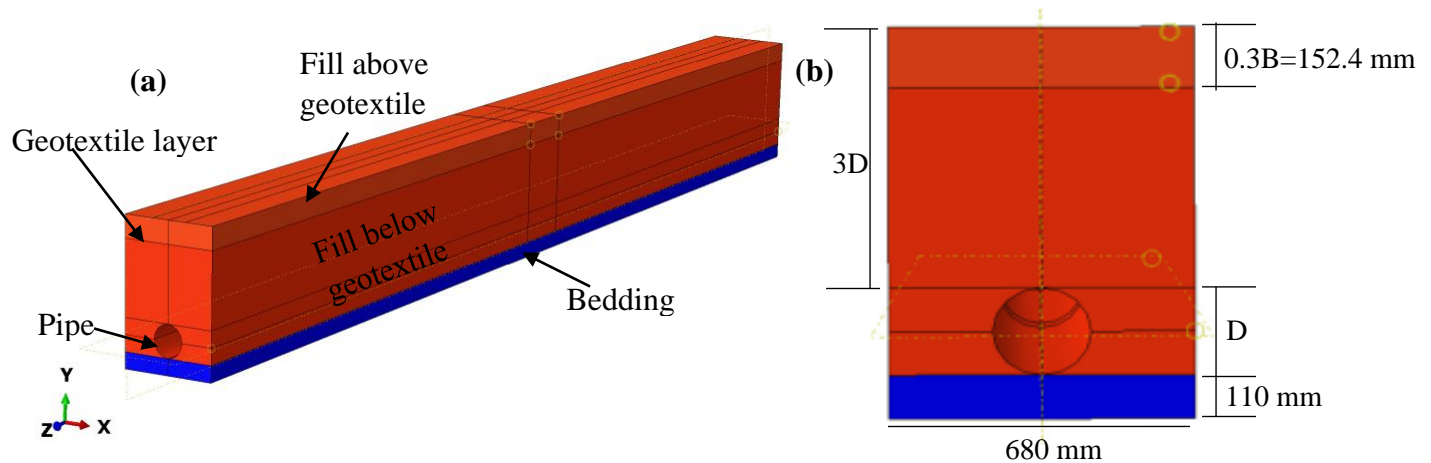 (a)
Fill above
geotextile
Geotextile layer
Fill below
geotextile
Bedding
Pipe
Y
Z
X
(b)
0.3B=152.4 mm
3D
D
110 mm
680 mm